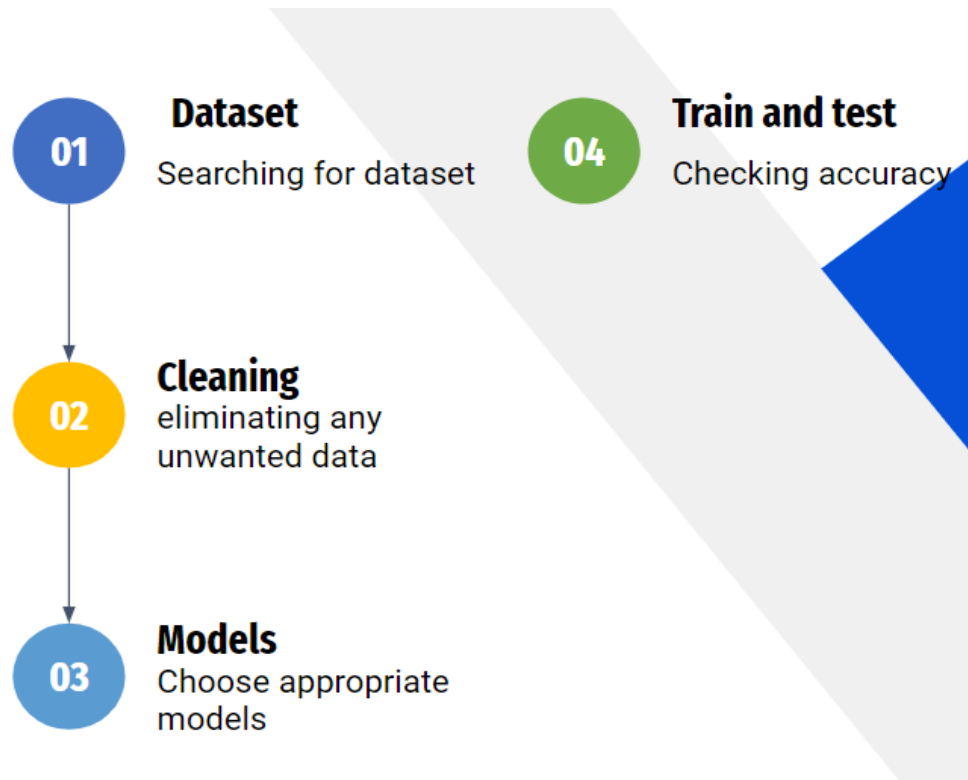 01
Dataset
Searching for dataset
02
Cleaning
eliminating any
unwanted data
03
Models
Choose appropriate
models
04
Train and test
Checking accuracy